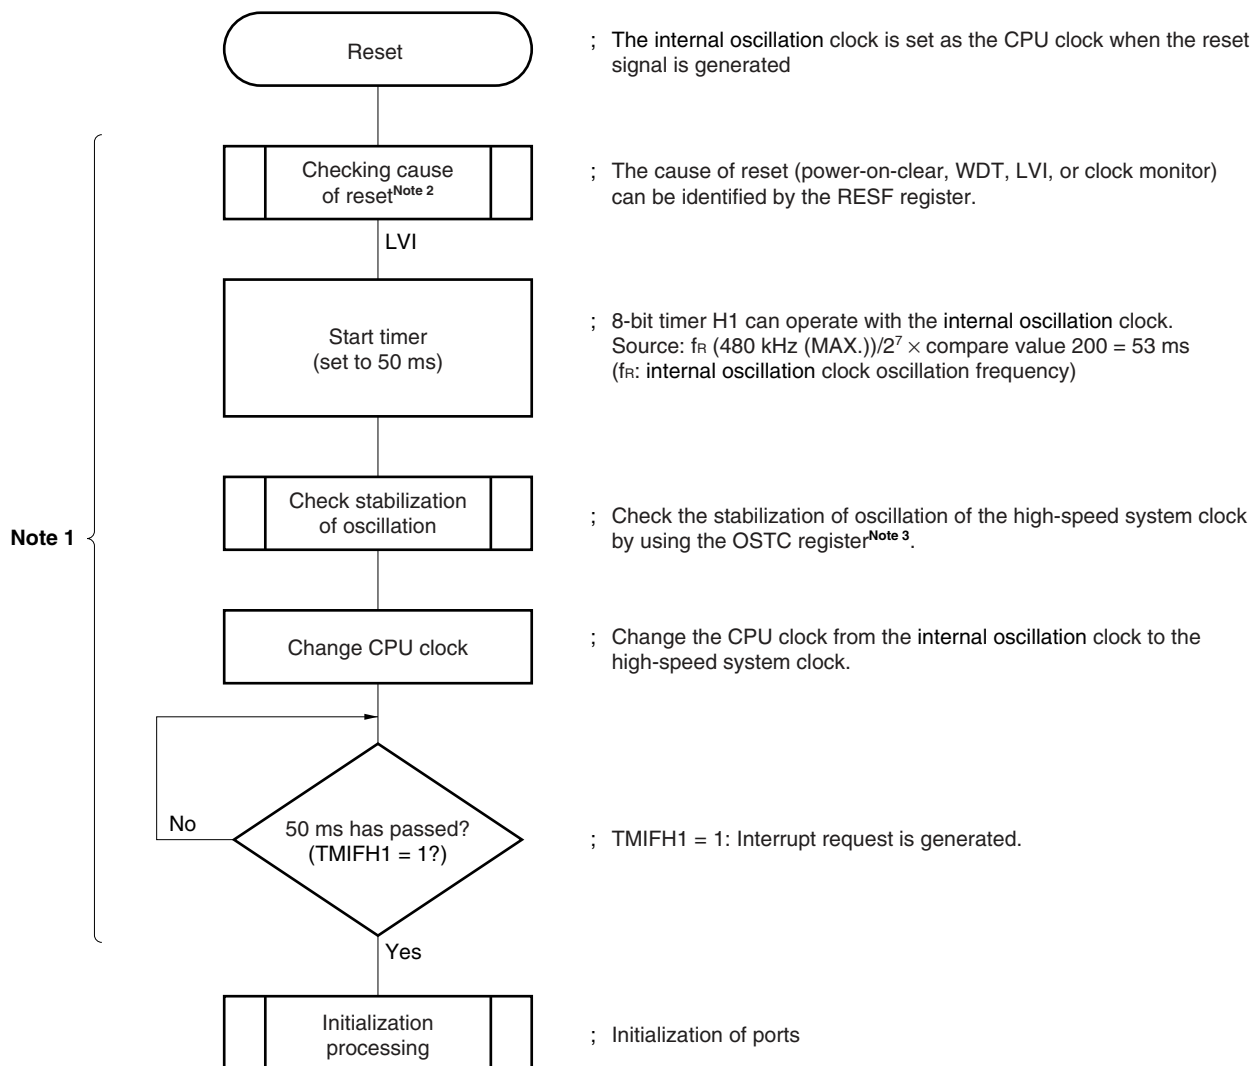 Reset
; The internal oscillation clock is set as the CPU clock when the reset
signal is generated
Checking cause
of reset^Note 2
; The cause of reset (power-on-clear, WDT, LVI, or clock monitor)
can be identified by the RESF register.
LVI
Start timer
(set to 50 ms)
; 8-bit timer H1 can operate with the internal oscillation clock.
Source: fR (480 kHz (MAX.))/2^7 × compare value 200 = 53 ms
(fR: internal oscillation clock oscillation frequency)
Note 1
Check stabilization
of oscillation
; Check the stabilization of oscillation of the high-speed system clock
by using the OSTC register^Note 3.
Change CPU clock
; Change the CPU clock from the internal oscillation clock to the
high-speed system clock.
No
50 ms has passed?
(TMIFH1 = 1?)
; TMIFH1 = 1: Interrupt request is generated.
Yes
Initialization
processing
; Initialization of ports